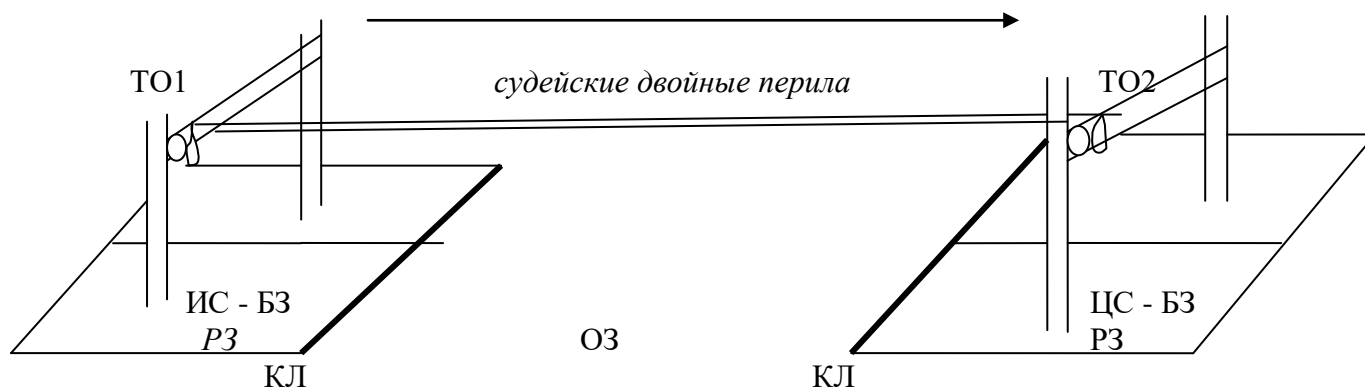 ТО1
судейские двойные перила
ТО2
ИС - БЗ
РЗ
ОЗ
ЦС - БЗ
РЗ
КЛ
КЛ